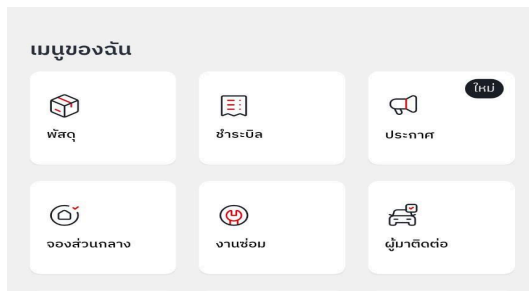 เมนูของฉัน
ใหม่
พัสดุ
ชำระบิล
ประกาศ
จองส่วนกลาง
งานซ่อม
ผู้มาติดต่อ